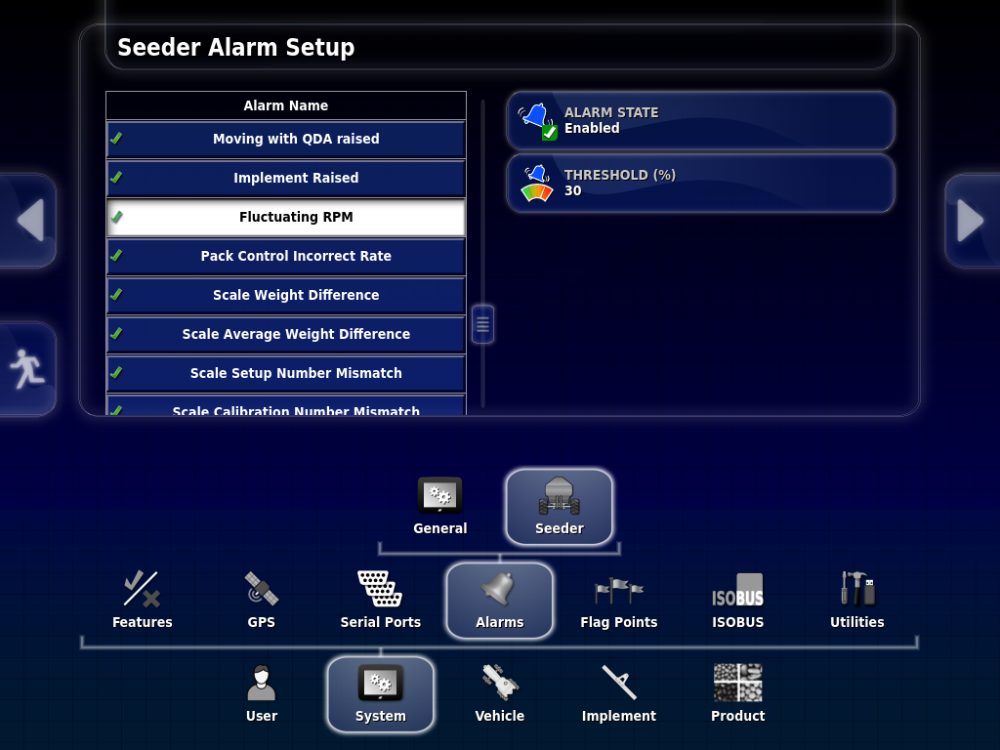 Seeder Alarm Setup
Alarm Name
Moving with QDA raised
Implement Raised
Fluctuating RPM
Pack Control Incorrect Rate
Scale Weight Difference
Scale Average Weight Difference
Scale Setup Number Mismatch
Scale Calibration Number Mismatch
ALARM STATE
Enabled
THRESHOLD (%)
30
General
Seeder
Features
GPS
Serial Ports
Alarms
Flag Points
ISOBUS
ISOBUS
Utilities
User
System
Vehicle
Implement
Product